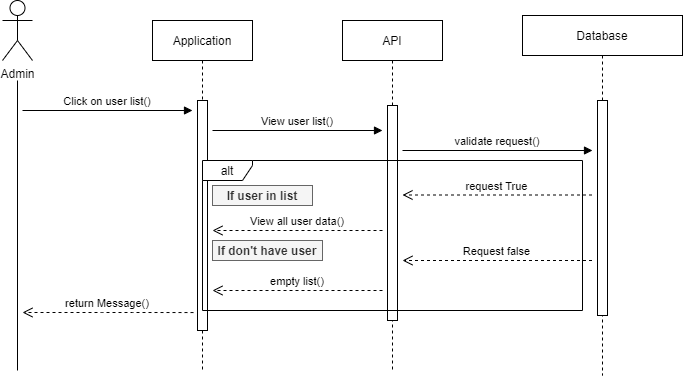 Application
API
Database
Admin
Click on user list()
View user list()
validate request()
alt
If user in list
request True
View all user data()
If don't have user
Request false
empty list()
return Message()